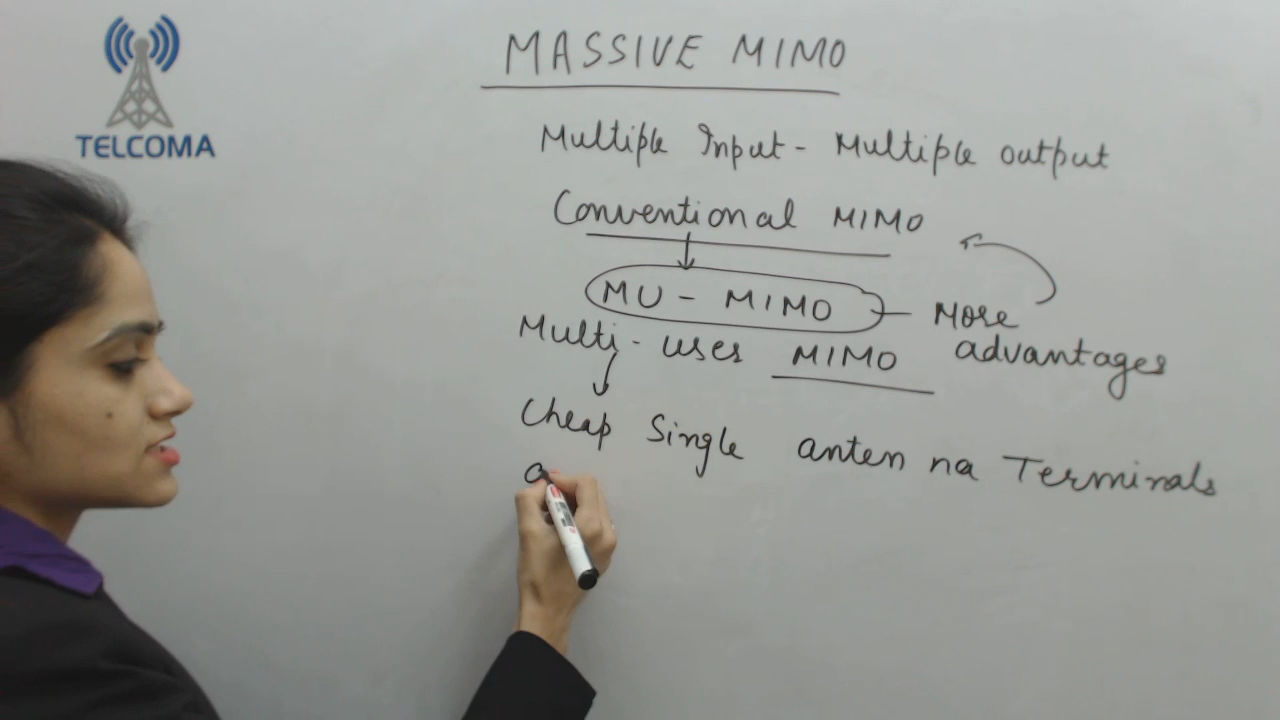 TELCOMA
MASSIVE MIMO
Multiple Input - Multiple output
Conventional MIMO
MU - MIMO - More advantages
Multi - uses MIMO
Cheap Single anten na Terminals
a